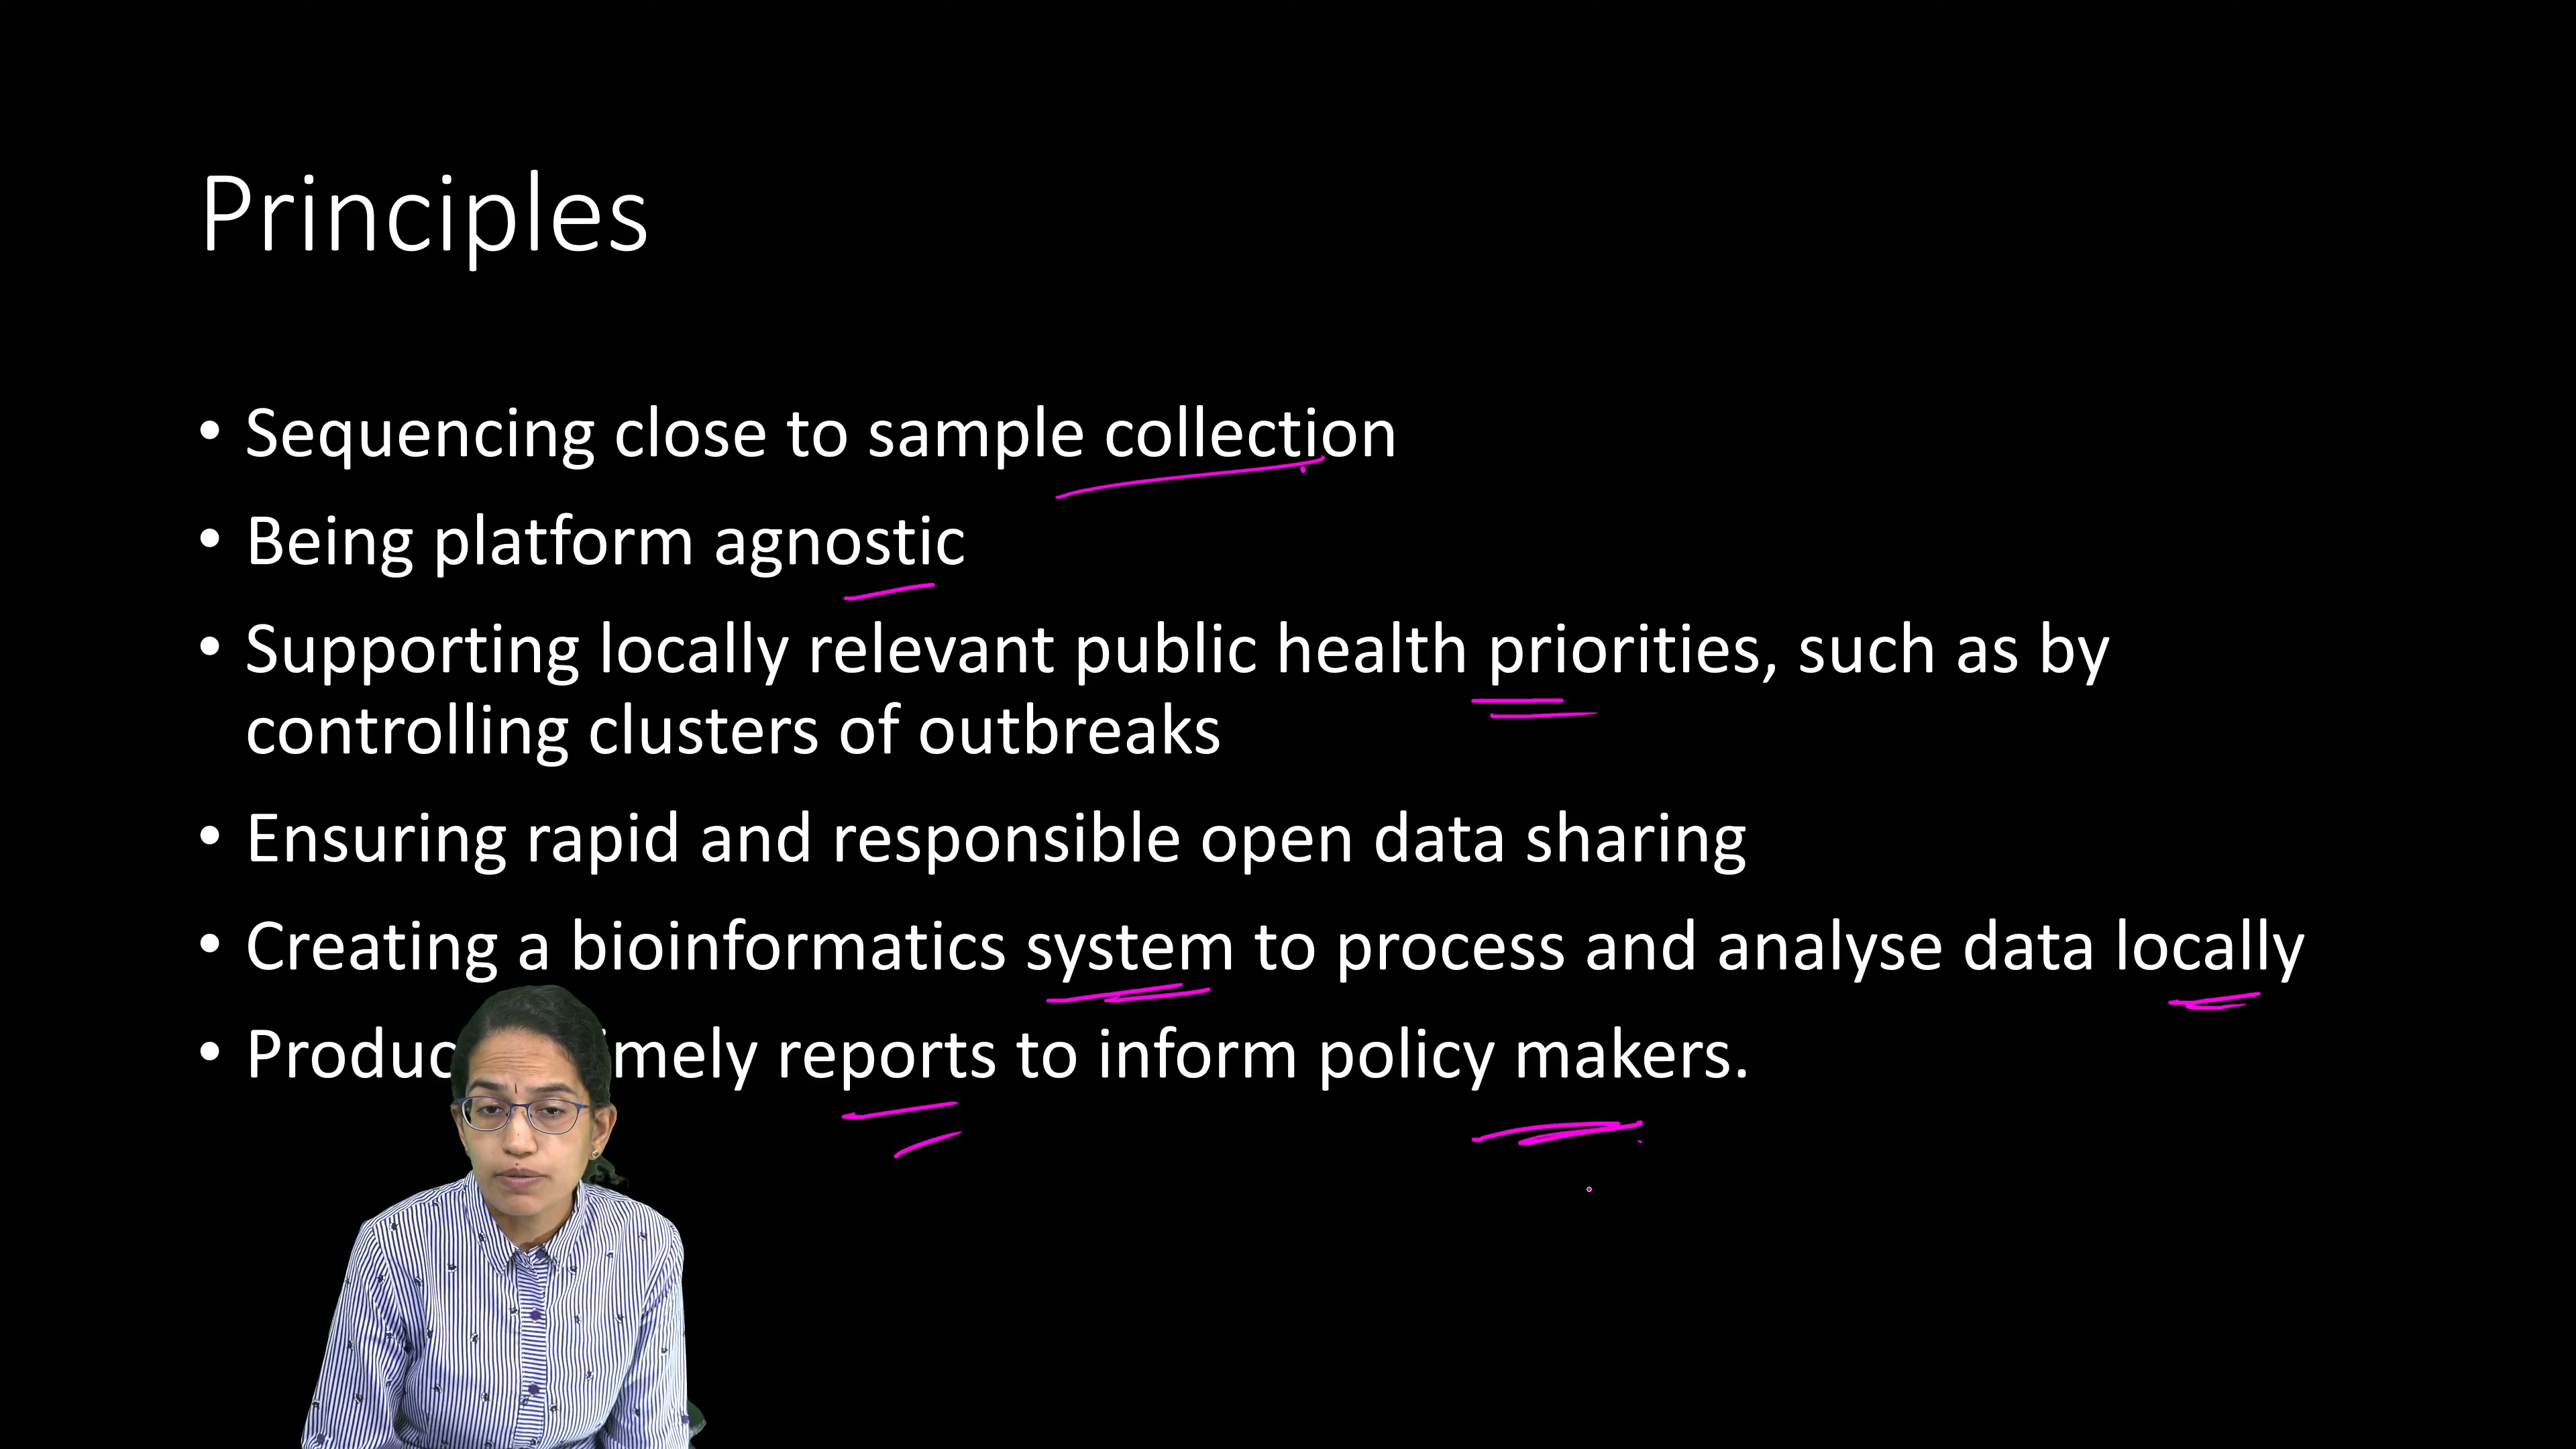 Principles
• Sequencing close to sample collection
• Being platform agnostic
• Supporting locally relevant public health priorities, such as by
controlling clusters of outbreaks
• Ensuring rapid and responsible open data sharing
• Creating a bioinformatics system to process and analyse data locally
• reports to inform policy makers.